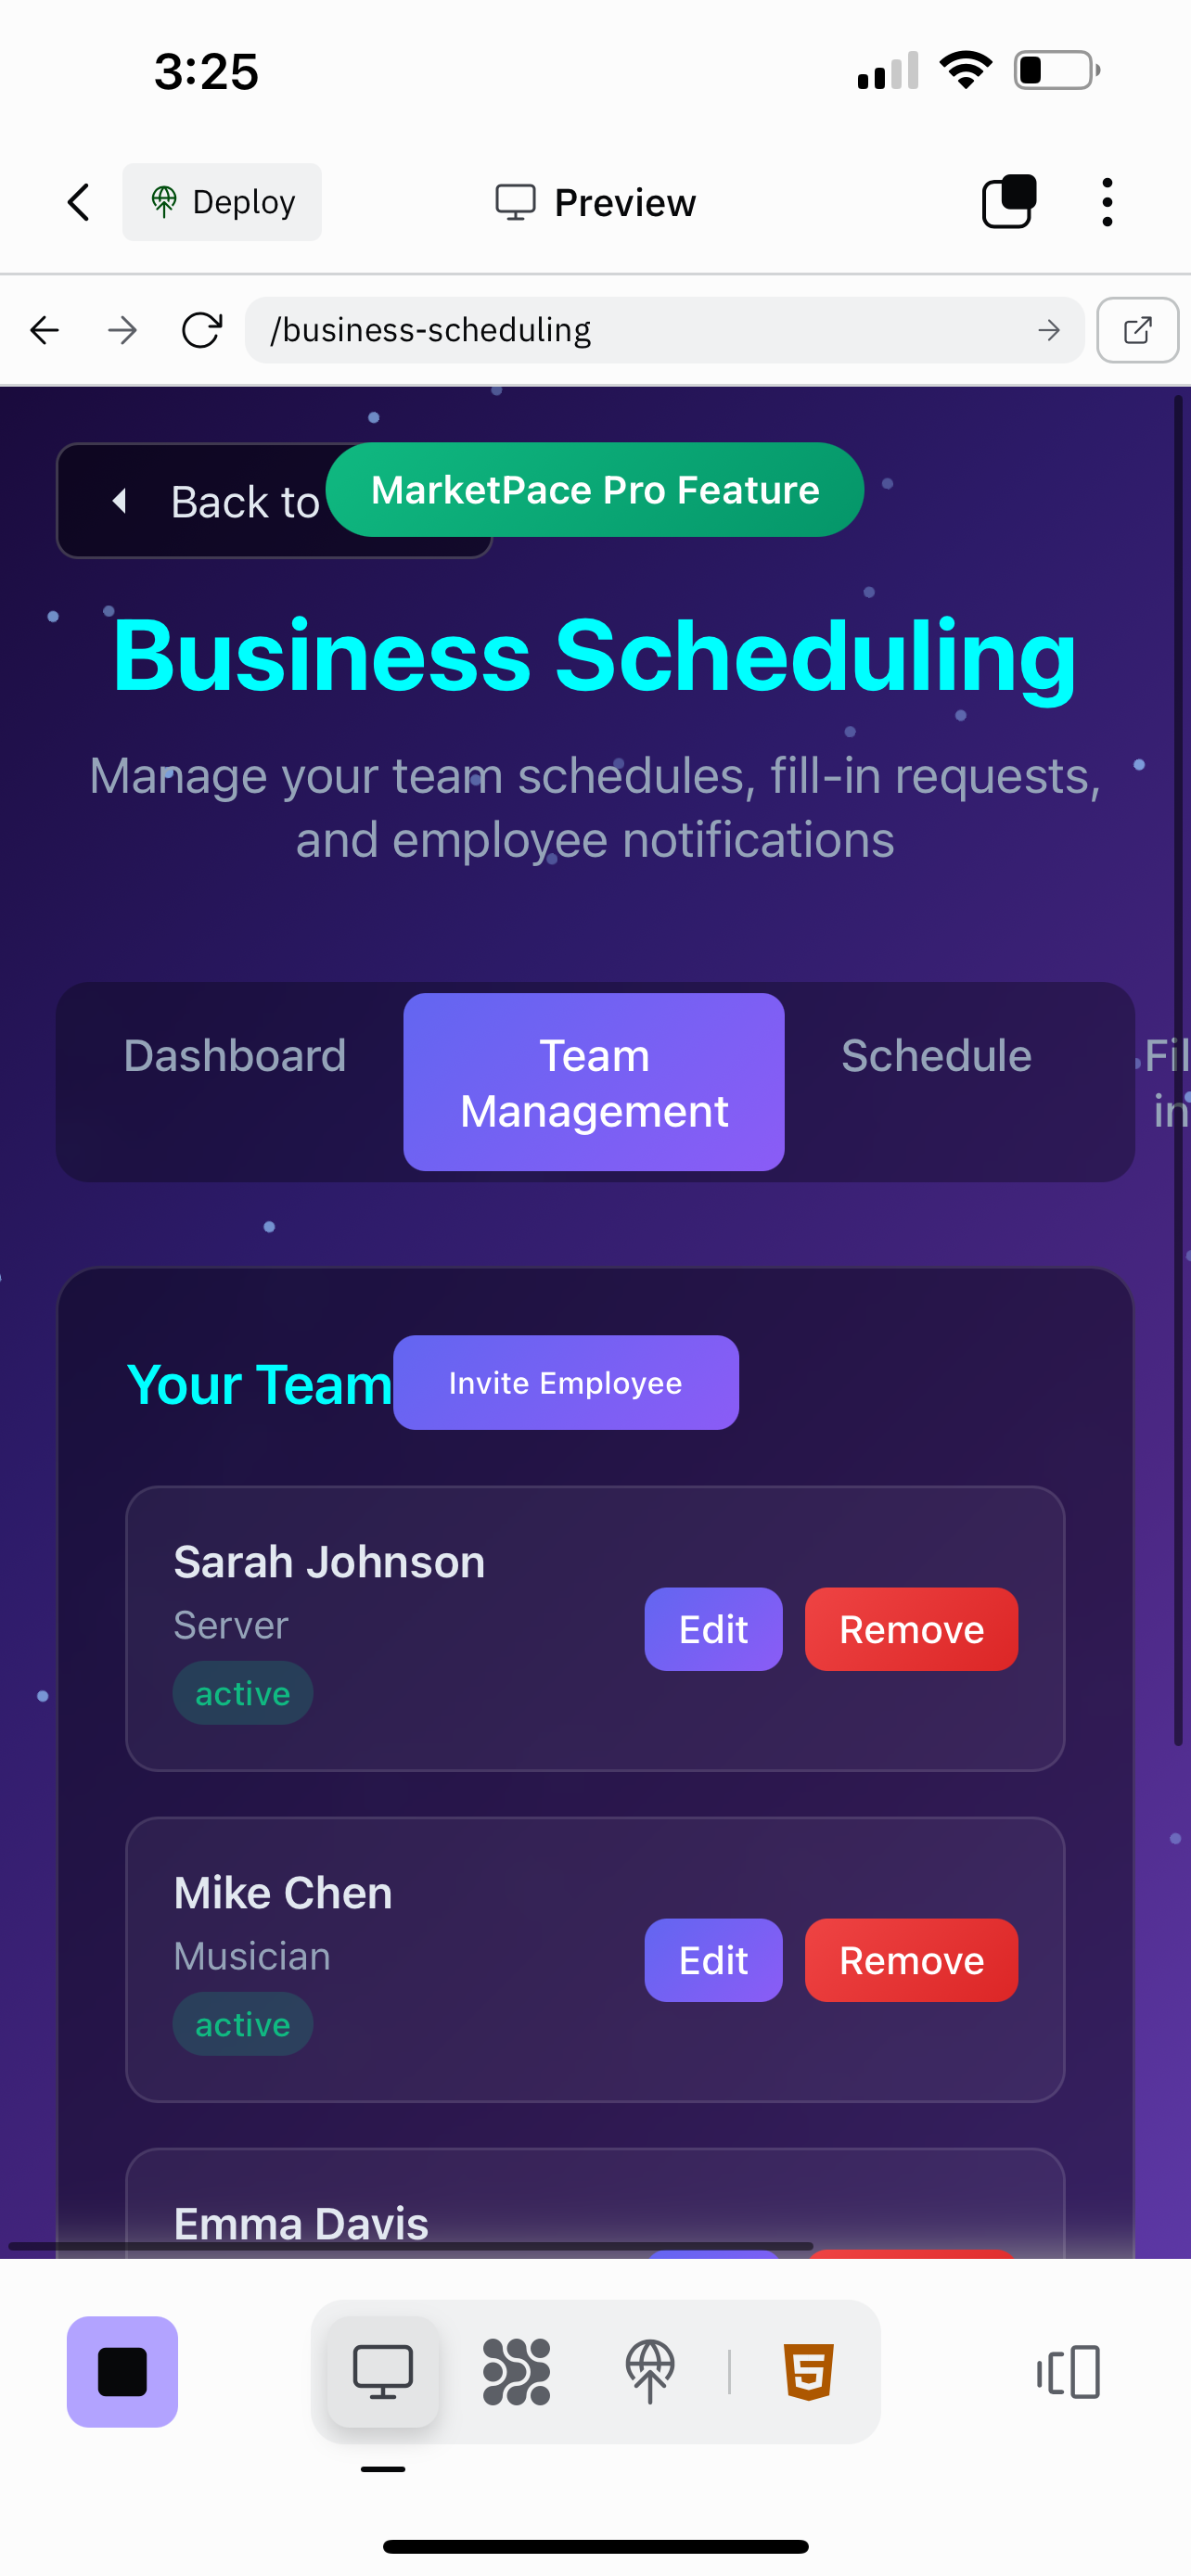 3:25
Deploy
Preview
/business-scheduling
Back to
MarketPace Pro Feature
Business Scheduling
Manage your team schedules, fill-in requests,
and employee notifications
Dashboard
Team
Management
Schedule
Fil
in
Your Team
Invite Employee
Sarah Johnson
Server
active
Edit
Remove
Mike Chen
Musician
active
Edit
Remove
Emma Davis